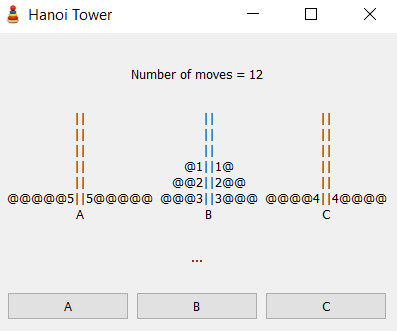 Hanoi Tower
Number of moves = 12
|| || ||
|| || ||
|| || ||
|| @1||1@ ||
|| @@2||2@@ ||
@@@@@5||5@@@@@ @@@3||3@@@ @@@@4||4@@@@
A B C
...
A B C